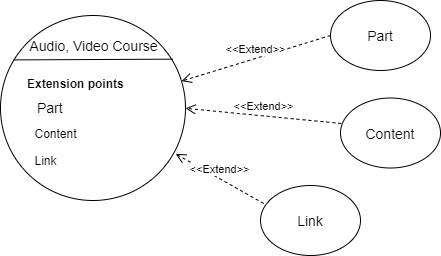 Audio, Video Course
Extension points
Part
Content
Link
<<Extend>>
Part
<<Extend>>
Content
<<Extend>>
Link